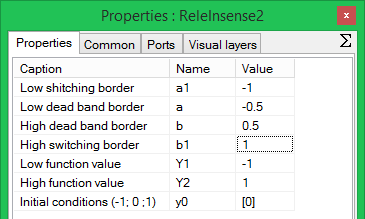 Properties : ReleInsense2
x
Properties Common Ports Visual layers Σ
Caption Name Value
Low shitching border a1 -1
Low dead band border a -0.5
High dead band border b 0.5
High switching border b1 1
Low function value Y1 -1
High function value Y2 1
Initial conditions (-1; 0 ;1) y0 [0]